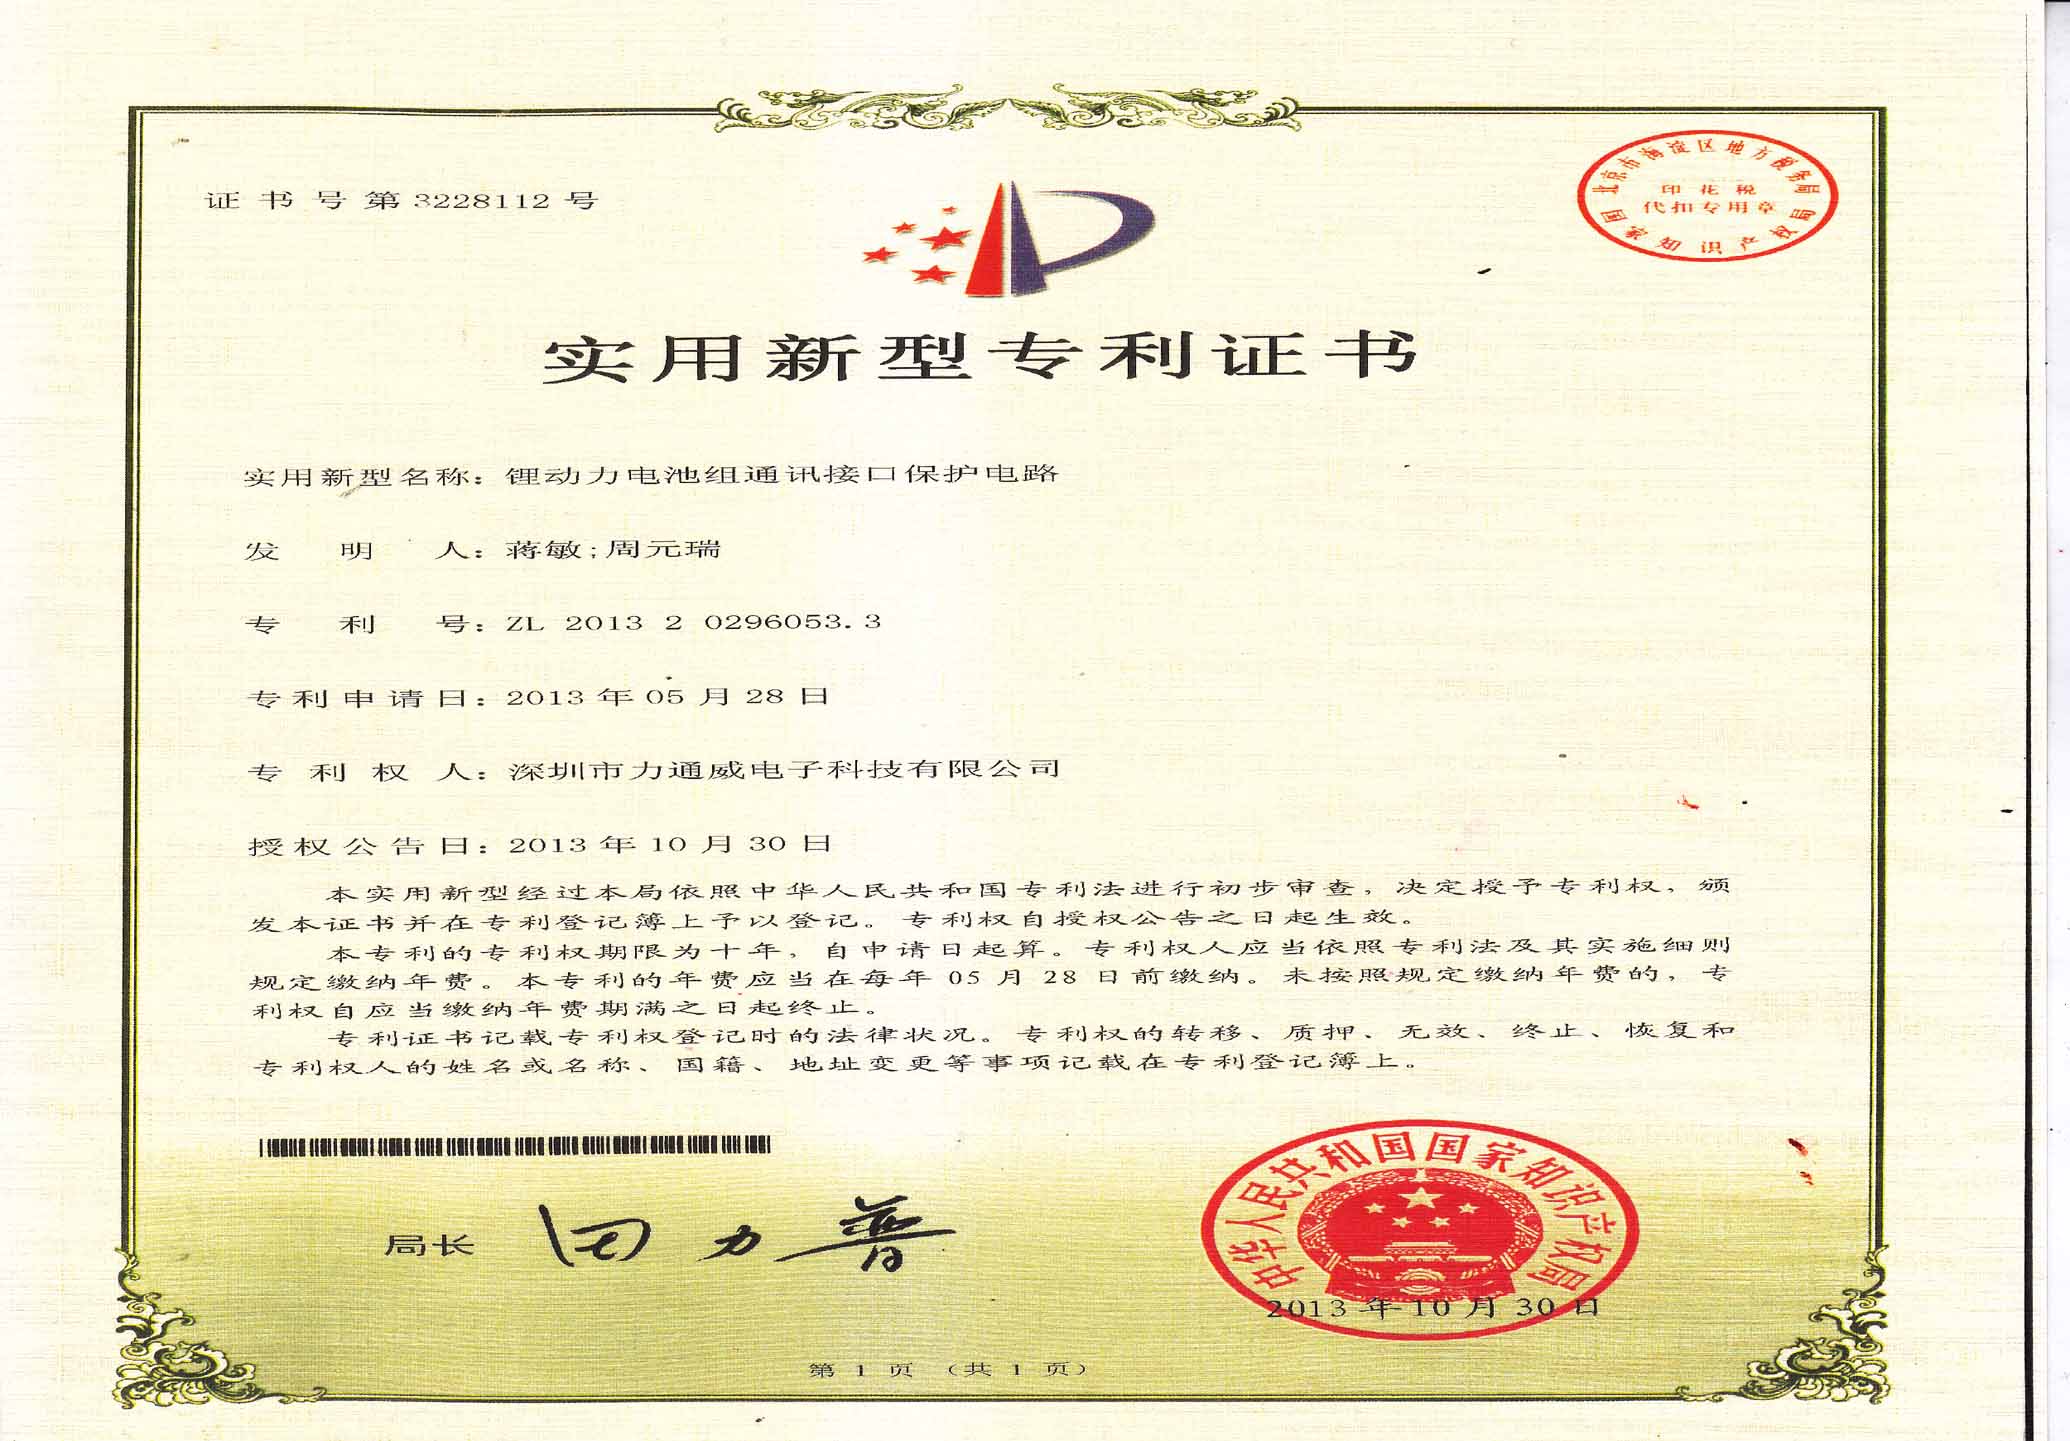 证书号第3228112号
北京市海淀区地方税务局
印花税
代扣专用章
国家知识产权局
实用新型专利证书
实用新型名称：锂动力电池组通讯接口保护电路
发明人：蒋敏;周元瑞
专利号：ZL 2013 2 0296053.3
专利申请日：2013年05月28日
专利权人：深圳市力通威电子科技有限公司
授权公告日：2013年10月30日
本实用新型经过本局依照中华人民共和国专利法进行初步审查，决定授予专利权，颁
发本证书并在专利登记簿上予以登记。专利权自授权公告之日起生效。
本专利的专利权期限为十年，自申请日起算。专利权人应当依照专利法及其实施细则
规定缴纳年费。本专利的年费应当在每年05月28日前缴纳。未按照规定缴纳年费的，专
利权自应当缴纳年费期满之日起终止。
专利证书记载专利权登记时的法律状况。专利权的转移、质押、无效、终止、恢复和
专利权人的姓名或名称、国籍、地址变更等事项记载在专利登记簿上。
局长 田力普
中华人民共和国国家知识产权局
2013年10月30日
第1页（共1页）